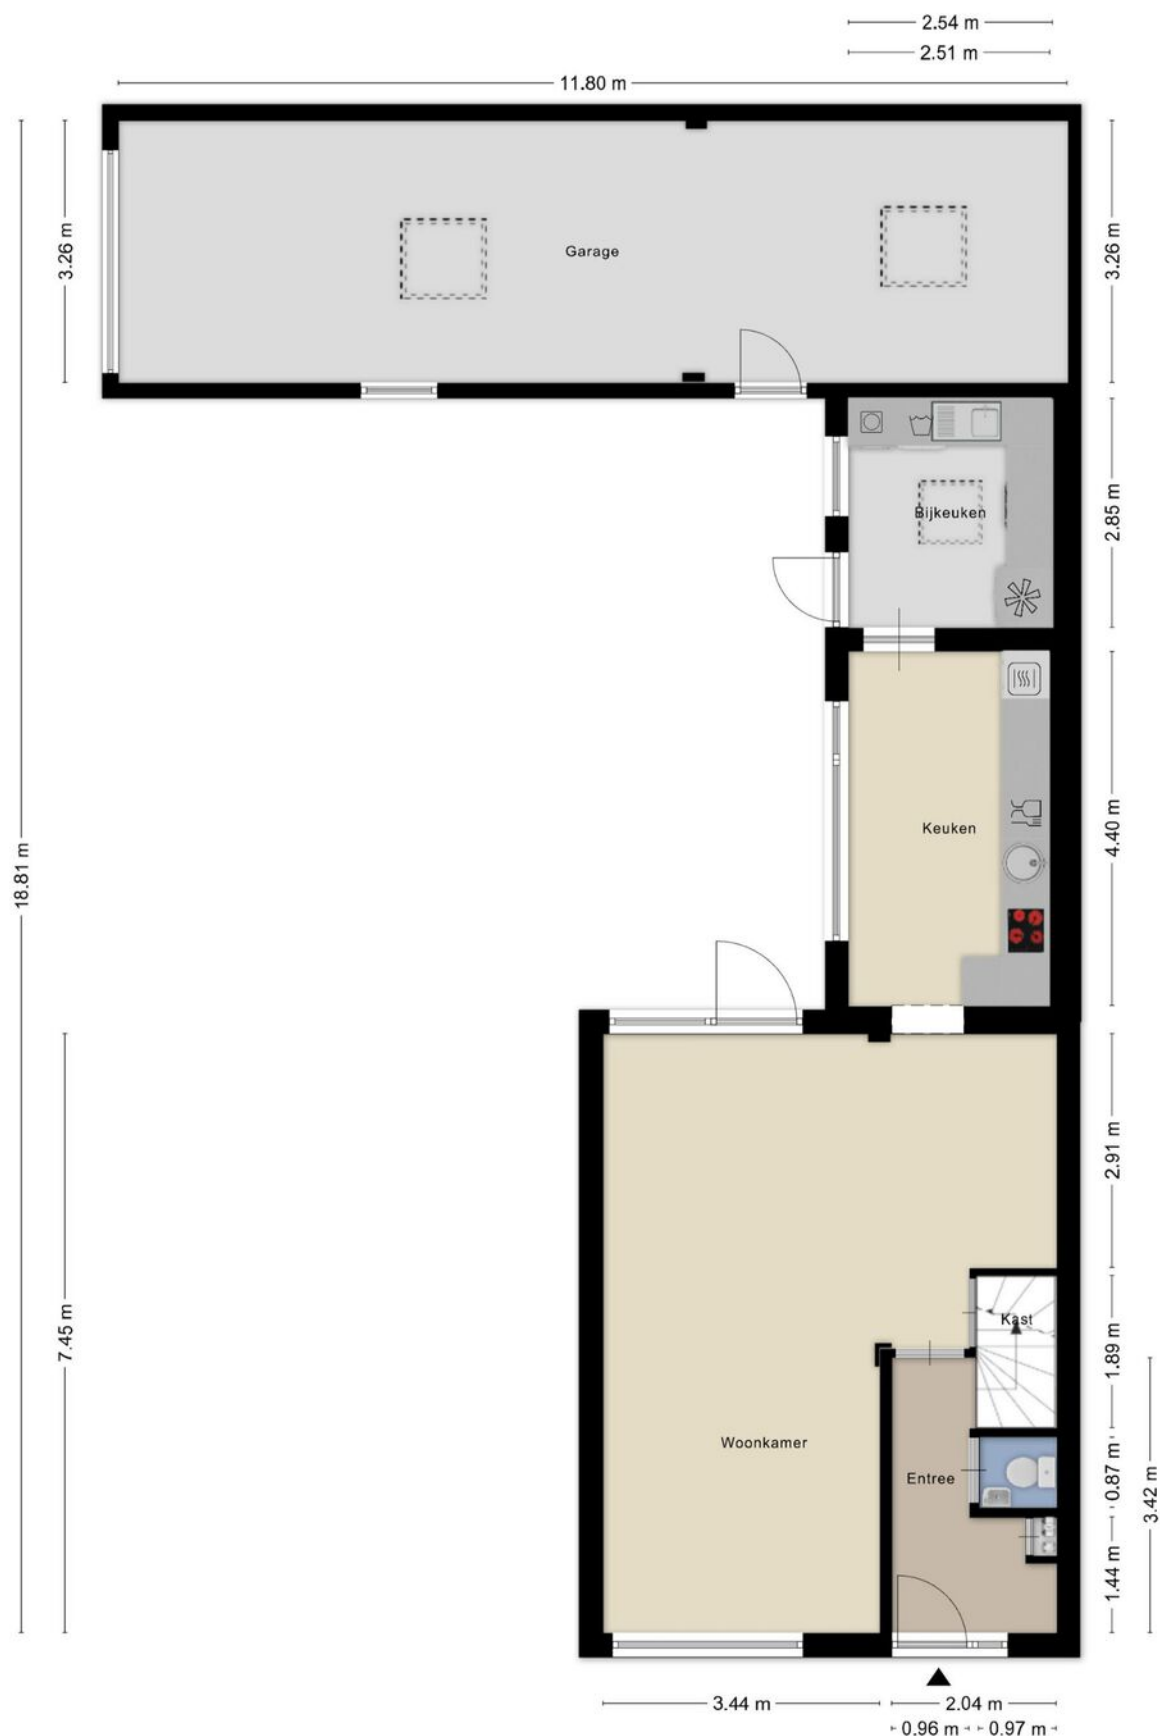 2.54 m
2.51 m
11.80 m
3.26 m
Garage
3.26 m
2.85 m
Bijkeuken
4.40 m
Keuken
18.81 m
2.91 m
7.45 m
Kast
1.89 m
Woonkamer
0.87 m
Entree
3.42 m
1.44 m
3.44 m
2.04 m
0.96 m
0.97 m